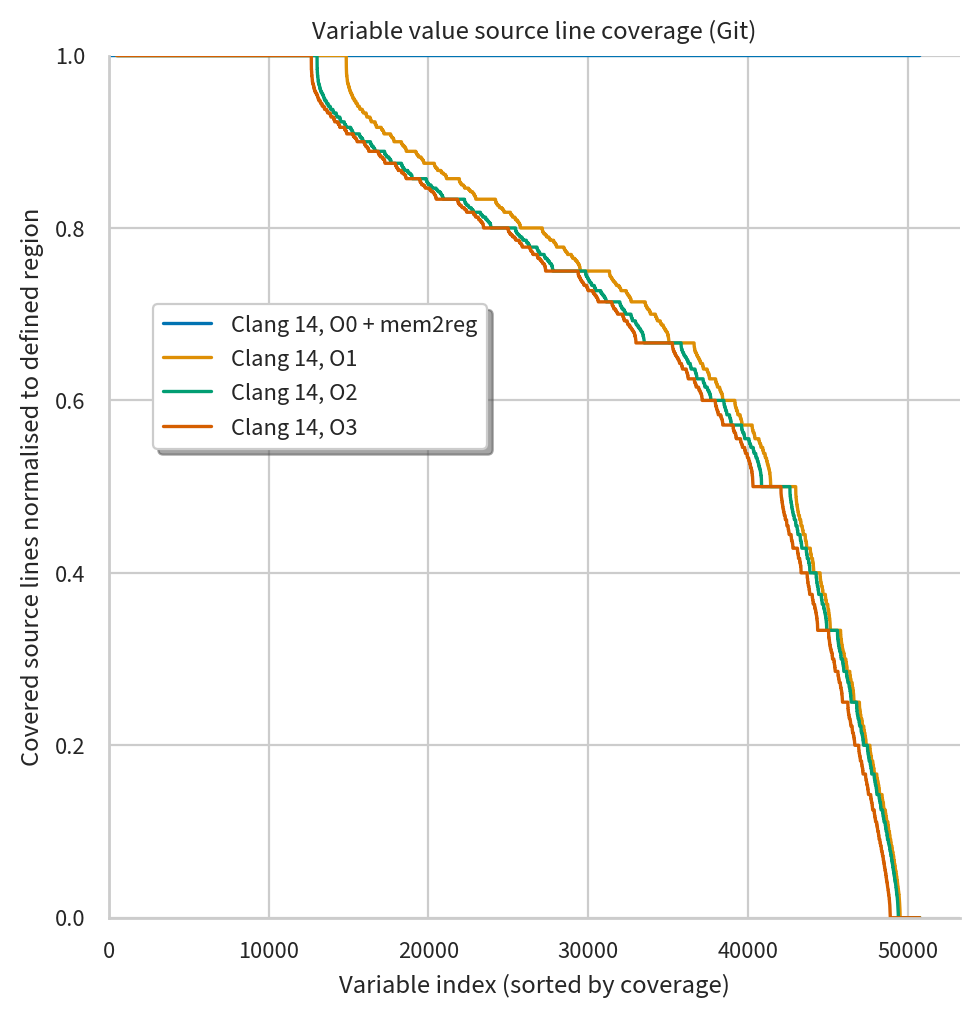 Variable value source line coverage (Git)
1.0
0.8
0.6
0.4
0.2
0.0
Covered source lines normalised to defined region
Clang 14, O0 + mem2reg
Clang 14, O1
Clang 14, O2
Clang 14, O3
0 10000 20000 30000 40000 50000
Variable index (sorted by coverage)